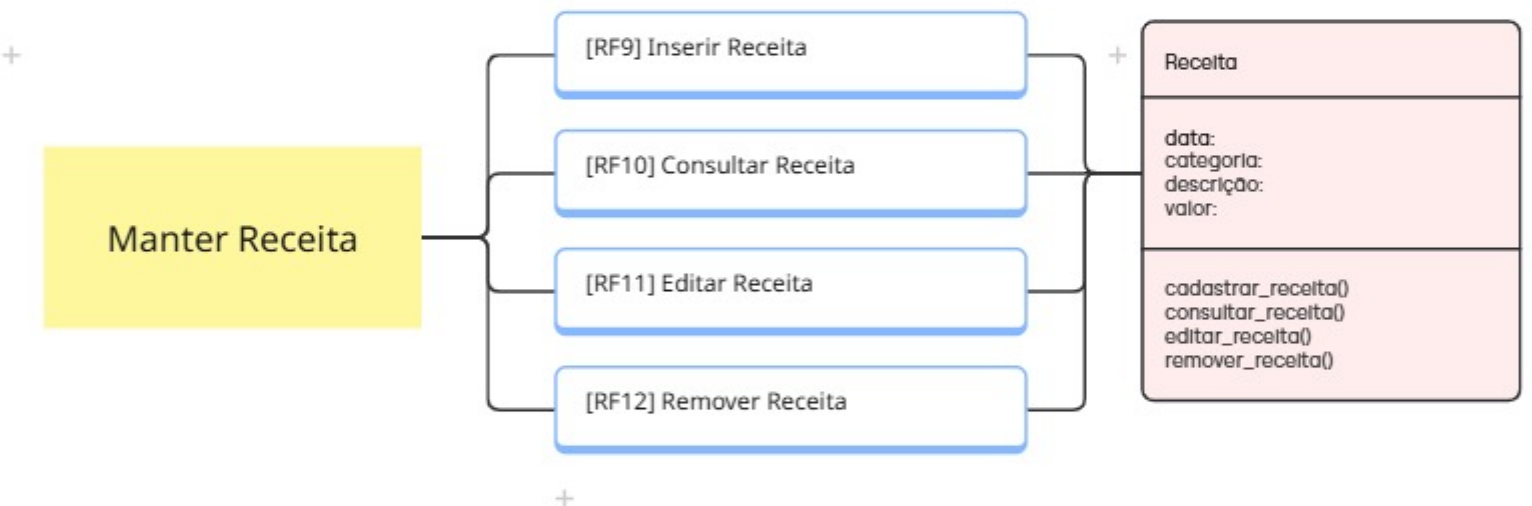 Manter Receita
[RF9] Inserir Receita
[RF10] Consultar Receita
[RF11] Editar Receita
[RF12] Remover Receita
Receita
data:
categoria:
descrição:
valor:
cadastrar_receita()
consultar_receita()
editar_receita()
remover_receita()